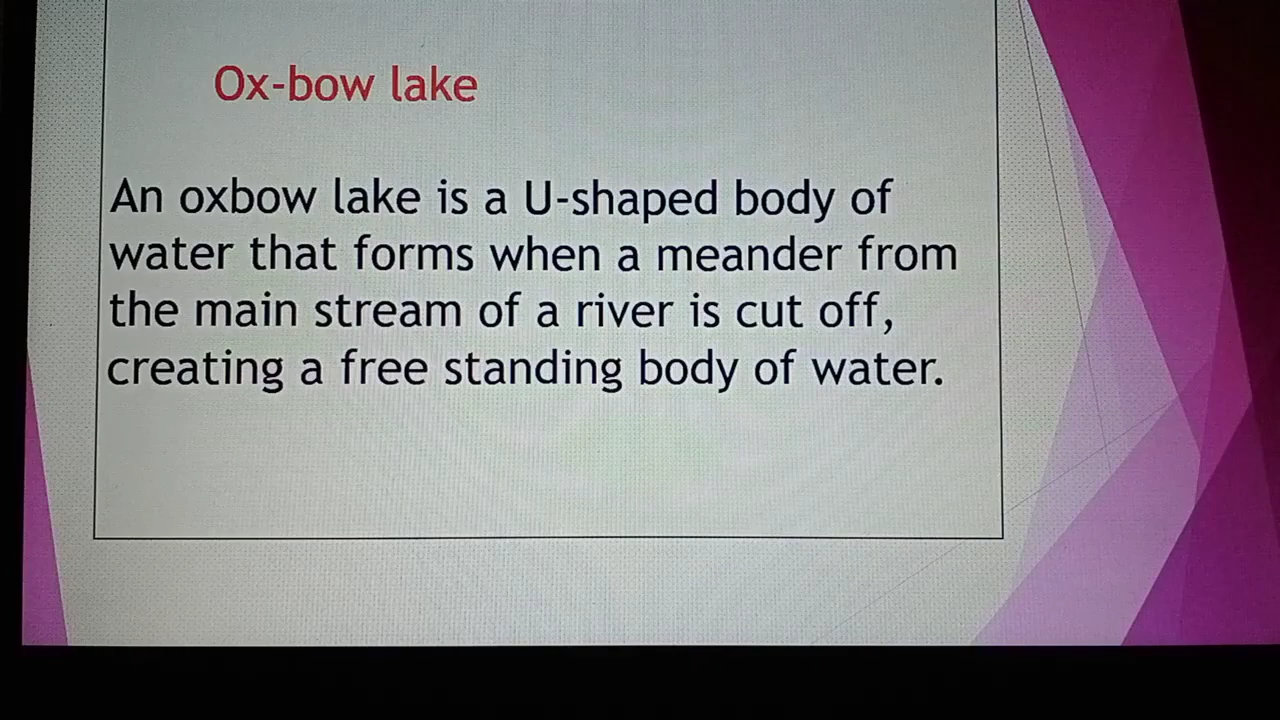 Ox-bow lake
An oxbow lake is a U-shaped body of
water that forms when a meander from
the main stream of a river is cut off,
creating a free standing body of water.